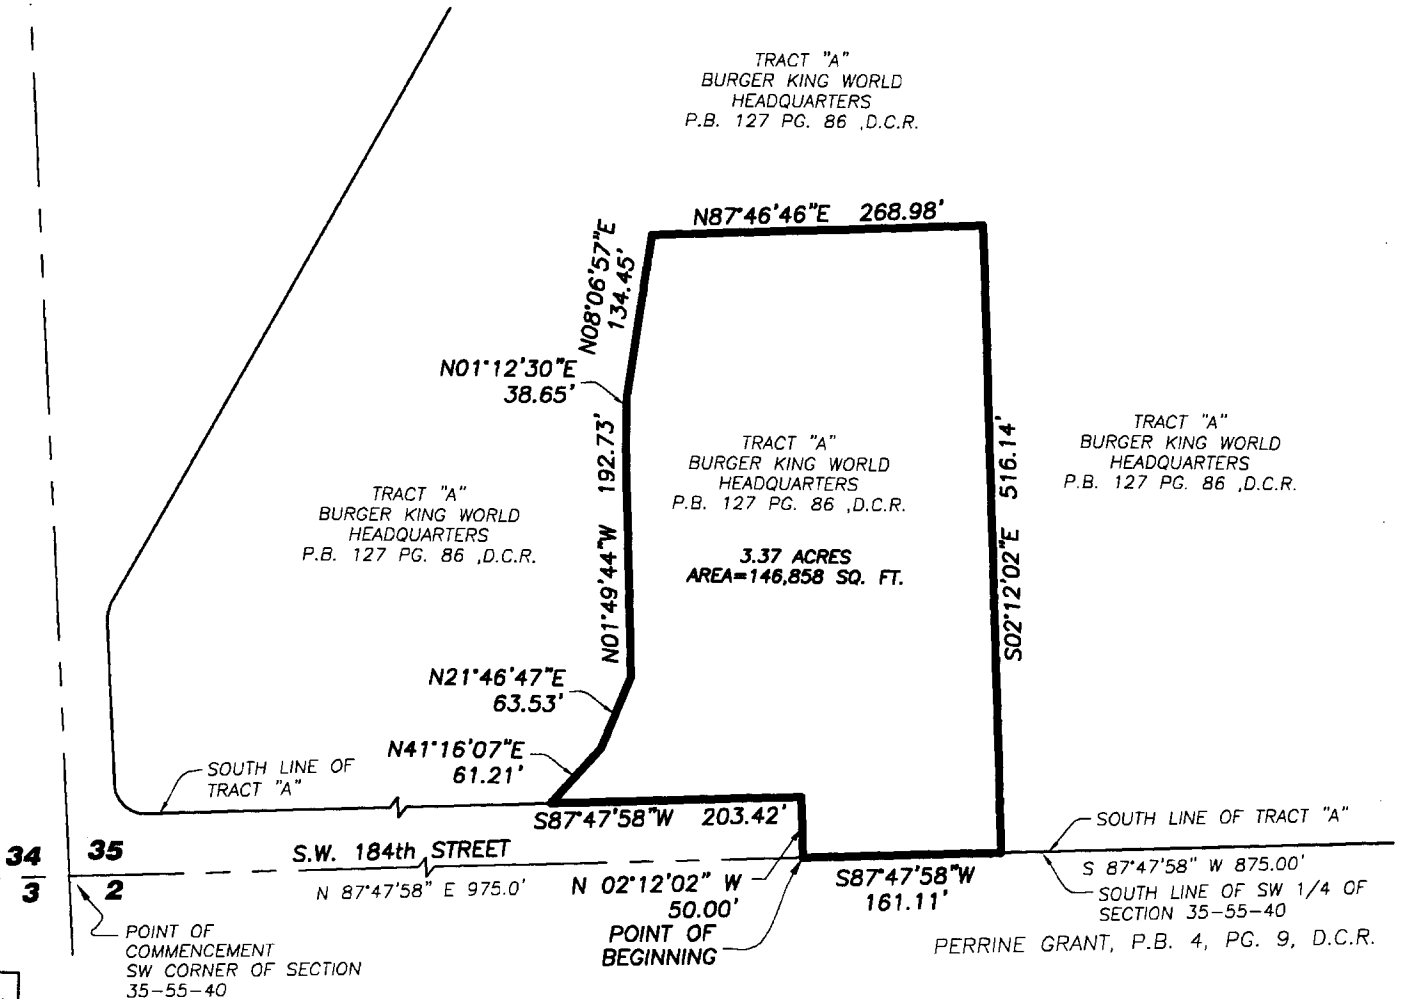 TRACT "A"
BURGER KING WORLD
HEADQUARTERS
P.B. 127 PG. 86 ,D.C.R.
N87°46'46"E 268.98'
N08°06'57"E
134.45'
N01°12'30"E
38.65'
N01°49'44"W 192.73'
TRACT "A"
BURGER KING WORLD
HEADQUARTERS
P.B. 127 PG. 86 ,D.C.R.
3.37 ACRES
AREA=146,858 SQ. FT.
S02°12'02"E 516.14'
TRACT "A"
BURGER KING WORLD
HEADQUARTERS
P.B. 127 PG. 86 ,D.C.R.
TRACT "A"
BURGER KING WORLD
HEADQUARTERS
P.B. 127 PG. 86 ,D.C.R.
N21°46'47"E
63.53'
N41°16'07"E
61.21'
SOUTH LINE OF
TRACT "A"
S87°47'58"W 203.42'
34
35
3
2
S.W. 184th STREET
N 87°47'58" E 975.0'
N 02°12'02" W
50.00'
POINT OF
BEGINNING
S87°47'58"W
161.11'
SOUTH LINE OF TRACT "A"
S 87°47'58" W 875.00'
SOUTH LINE OF SW 1/4 OF
SECTION 35-55-40
PERRINE GRANT, P.B. 4, PG. 9, D.C.R.
POINT OF
COMMENCEMENT
SW CORNER OF SECTION
35-55-40